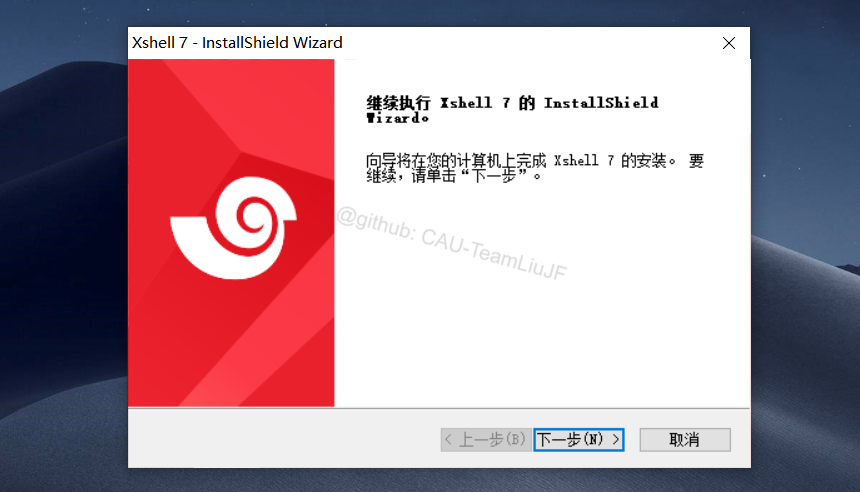 Xshell 7 - InstallShield Wizard
继续执行 Xshell 7 的 InstallShield
Wizard。
向导将在您的计算机上完成 Xshell 7 的安装。 要
继续，请单击“下一步”。
@github: CAU-TeamLiuJF
< 上一步(B)
下一步(N) >
取消